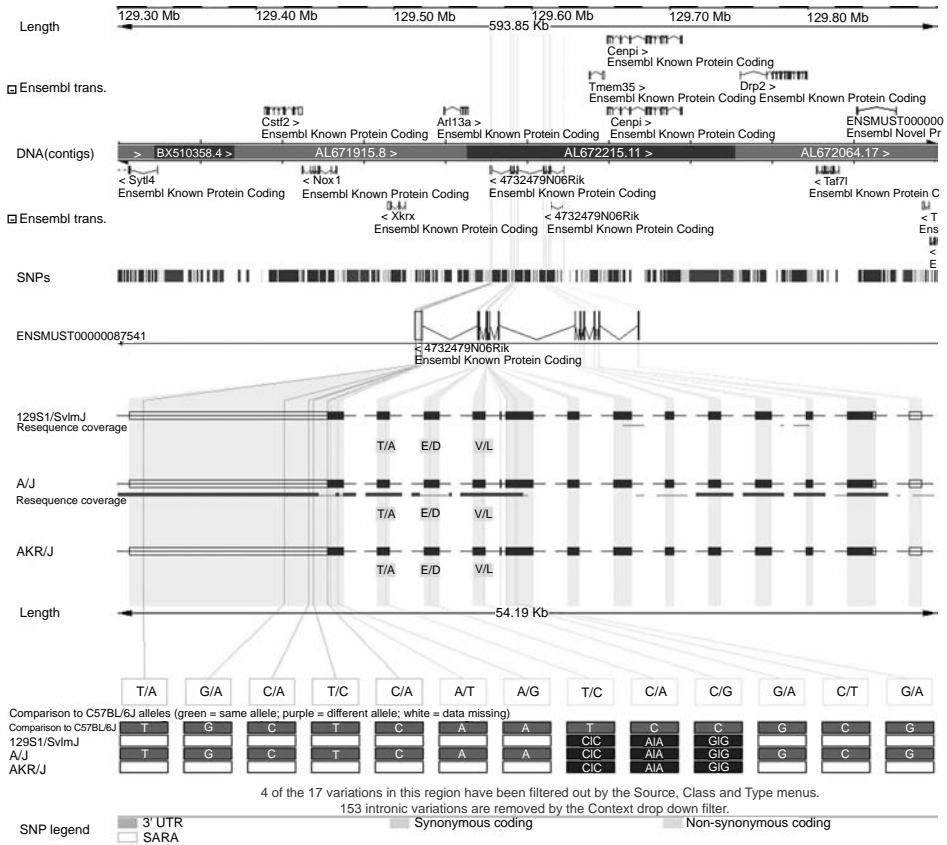 129.30 Mb 129.40 Mb 129.50 Mb 129.60 Mb 129.70 Mb 129.80 Mb
Length 593.85 Kb
Cenpi >
Ensembl Known Protein Coding
Ensembl trans.
Tmem35 > Drp2 >
Ensembl Known Protein Coding Ensembl Known Protein Coding
Cstf2 > Arl13a > Cenpi > ENSMUST000000
Ensembl Known Protein Coding Ensembl Known Protein Coding Ensembl Known Protein Coding Ensembl Novel Pr
DNA(contigs) > BX510358.4 > AL671915.8 > AL672215.11 > AL672064.17 >
< Sytl4 < Nox1 < 4732479N06Rik < Taf7l
Ensembl Known Protein Coding Ensembl Known Protein Coding Ensembl Known Protein Coding Ensembl Known Protein C
Ensembl trans. < Xkrx < 4732479N06Rik < T
Ensembl Known Protein Coding Ensembl Known Protein Coding Ens
<
E
SNPs
ENSMUST00000087541
< 4732479N06Rik
Ensembl Known Protein Coding
129S1/SvImJ
Resequence coverage
T/A E/D V/L
A/J
Resequence coverage
T/A E/D V/L
AKR/J
T/A E/D V/L
Length 54.19 Kb
T/A G/A C/A T/C C/A A/T A/G T/C C/A C/G G/A C/T G/A
Comparison to C57BL/6J alleles (green = same allele; purple = different allele; white = data missing)
Comparison to C57BL/6J T G C T C A A T C C G C G
129S1/SvImJ C|C A|A G|G
A/J T G C T C A A C|C A|A G|G G C G
AKR/J C|C A|A G|G
4 of the 17 variations in this region have been filtered out by the Source, Class and Type menus.
153 intronic variations are removed by the Context drop down filter.
SNP legend 3' UTR Synonymous coding Non-synonymous coding
SARA